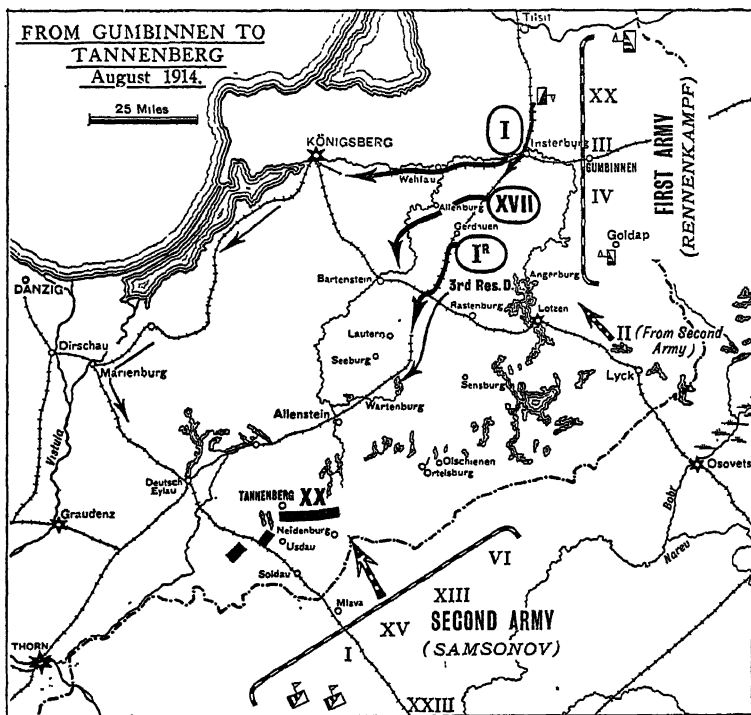 FROM GUMBINNEN TO
TANNENBERG
August 1914.
25 Miles
Tilsit
XX
I
KÖNIGSBERG
Insterburg
III
GUMBINNEN
Wehlau
FIRST ARMY
(RENNENKAMPF)
XVII
Allenburg
IV
Gerdauen
Goldap
I R
Angerburg
DANZIG
Bartenstein
3rd Res. D.
Rastenburg
Lotzen
II (From Second
Army)
Dirschau
Lautern
Marienburg
Seeburg
Lyck
Sensburg
Wartenburg
Allenstein
Vistula
Olschienen
Ortelsburg
Osovets
Deutsch
Eylau
TANNENBERG
XX
Bobr
Graudenz
Neidenburg
Usdau
Narev
VI
Soldau
XIII
Mlava
SECOND ARMY
(SAMSONOV)
XV
THORN
I
XXIII